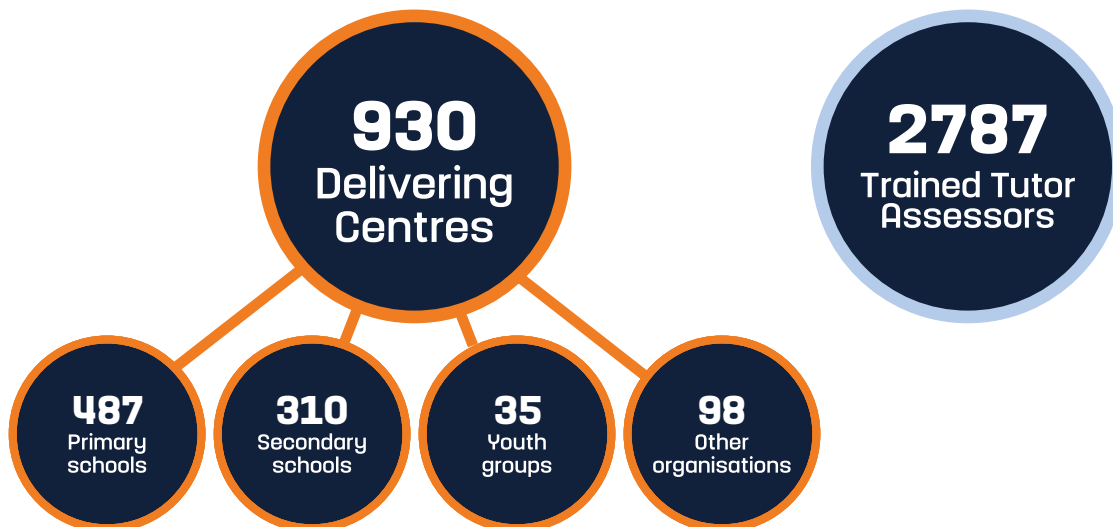 930
Delivering
Centres
2787
Trained Tutor
Assessors
487
Primary
schools
310
Secondary
schools
35
Youth
groups
98
Other
organisations